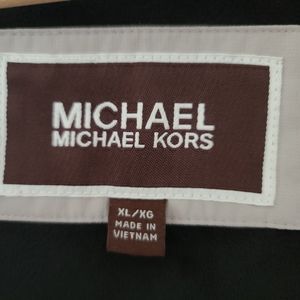 MICHAEL
MICHAEL KORS
XL/XG
MADE IN
VIETNAM